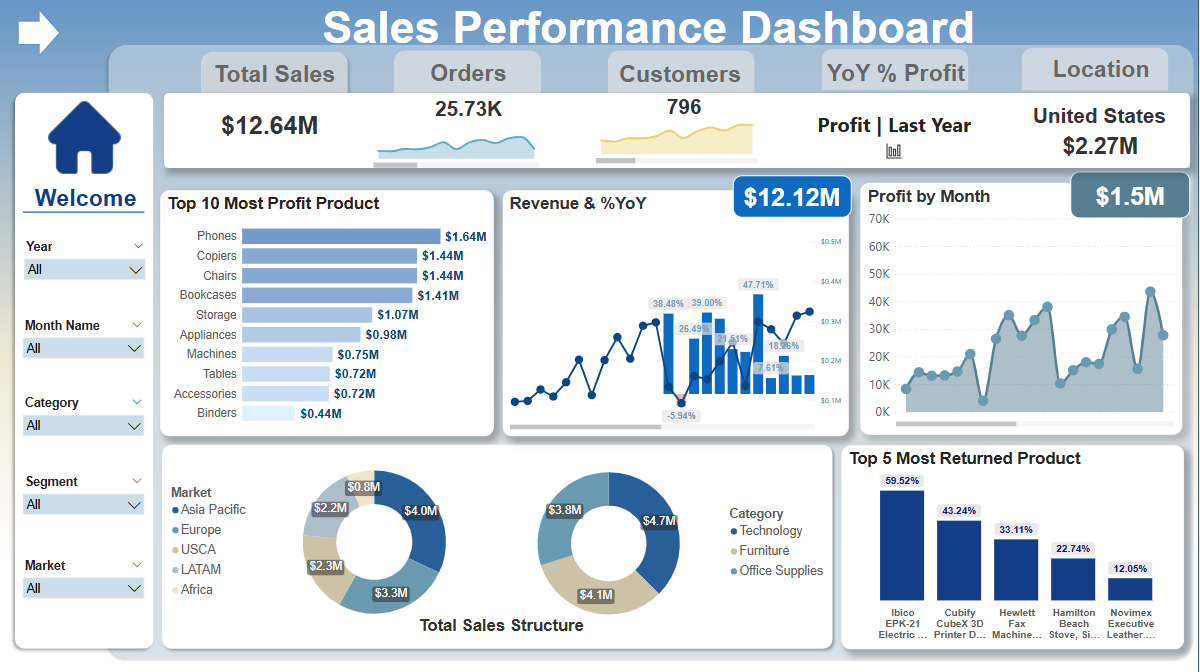 Sales Performance Dashboard
Total Sales
Orders
Customers
YoY % Profit
Location
$12.64M
25.73K
796
Profit | Last Year
United States
$2.27M
Welcome
Year
All
Month Name
All
Category
All
Segment
All
Market
All
Top 10 Most Profit Product
Phones $1.64M
Copiers $1.44M
Chairs $1.44M
Bookcases $1.41M
Storage $1.07M
Appliances $0.98M
Machines $0.75M
Tables $0.72M
Accessories $0.72M
Binders $0.44M
Revenue & %YoY
$12.12M
$0.5M
$0.4M
$0.3M
$0.2M
$0.1M
47.71%
38.48%
39.00%
26.49%
21.51%
7.61%
-5.94%
Profit by Month
$1.5M
70K
60K
50K
40K
30K
20K
10K
0K
Market
Asia Pacific
Europe
USCA
LATAM
Africa
$0.8M
$4.0M
$2.2M
$2.3M
$3.3M
$3.8M
$4.7M
$4.1M
Category
Technology
Furniture
Office Supplies
Total Sales Structure
Top 5 Most Returned Product
59.52%
43.24%
33.11%
22.74%
12.05%
Ibico
EPK-21
Electric ...
Cubify
CubeX 3D
Printer D...
Hewlett
Fax
Machine...
Hamilton
Beach
Stove, Si...
Novimex
Executive
Leather ...